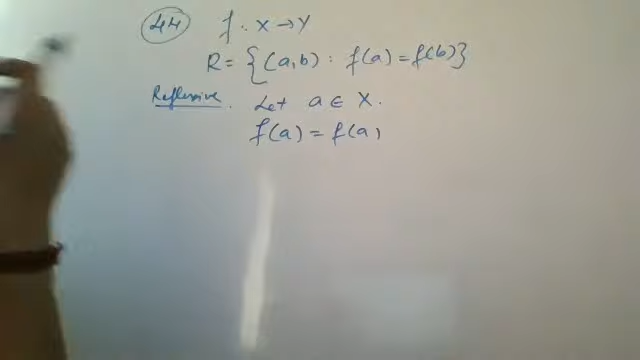 44 f : X → Y
R = { (a,b) : f(a) = f(b) }
Reflexive. Let a ∈ X.
f(a) = f(a)